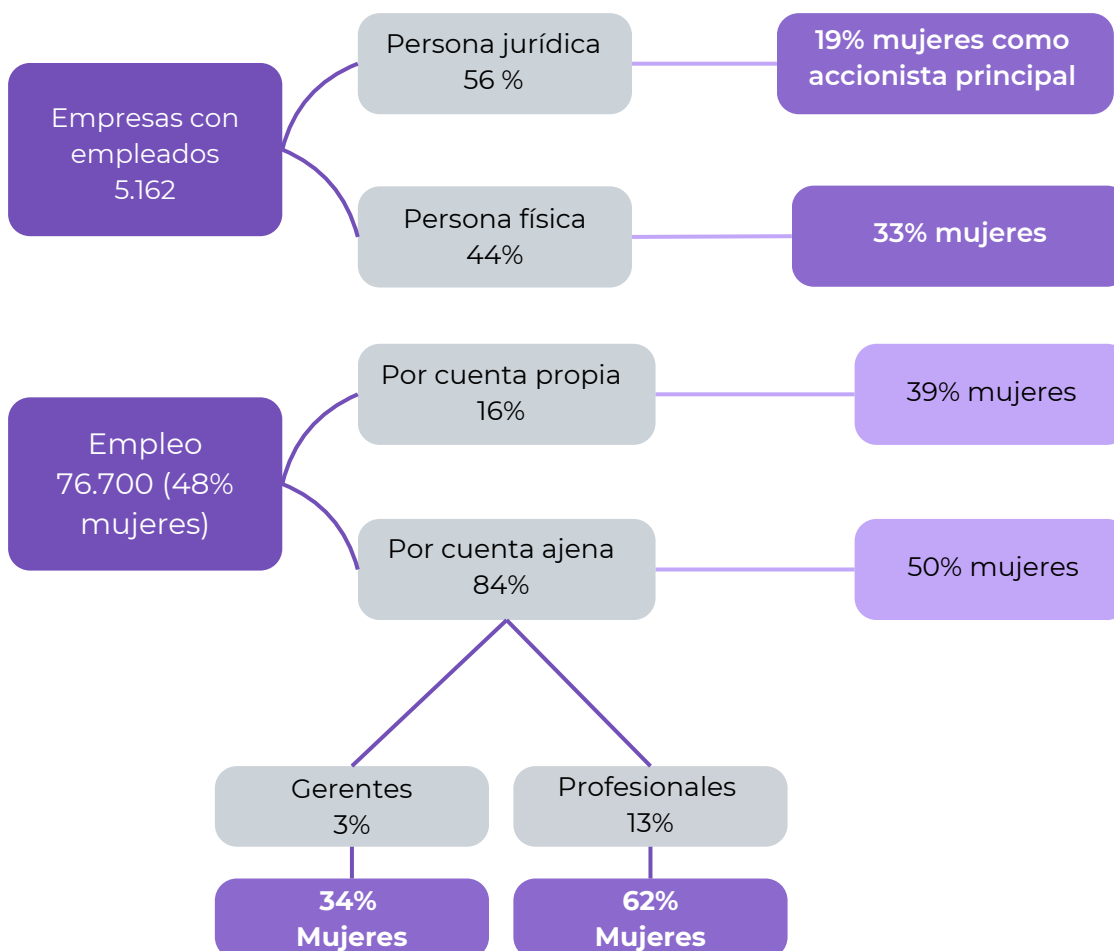 Persona jurídica
56 %
19% mujeres como
accionista principal
Empresas con
empleados
5.162
Persona física
44%
33% mujeres
Por cuenta propia
16%
39% mujeres
Empleo
76.700 (48%
mujeres)
Por cuenta ajena
84%
50% mujeres
Gerentes
3%
Profesionales
13%
34%
Mujeres
62%
Mujeres